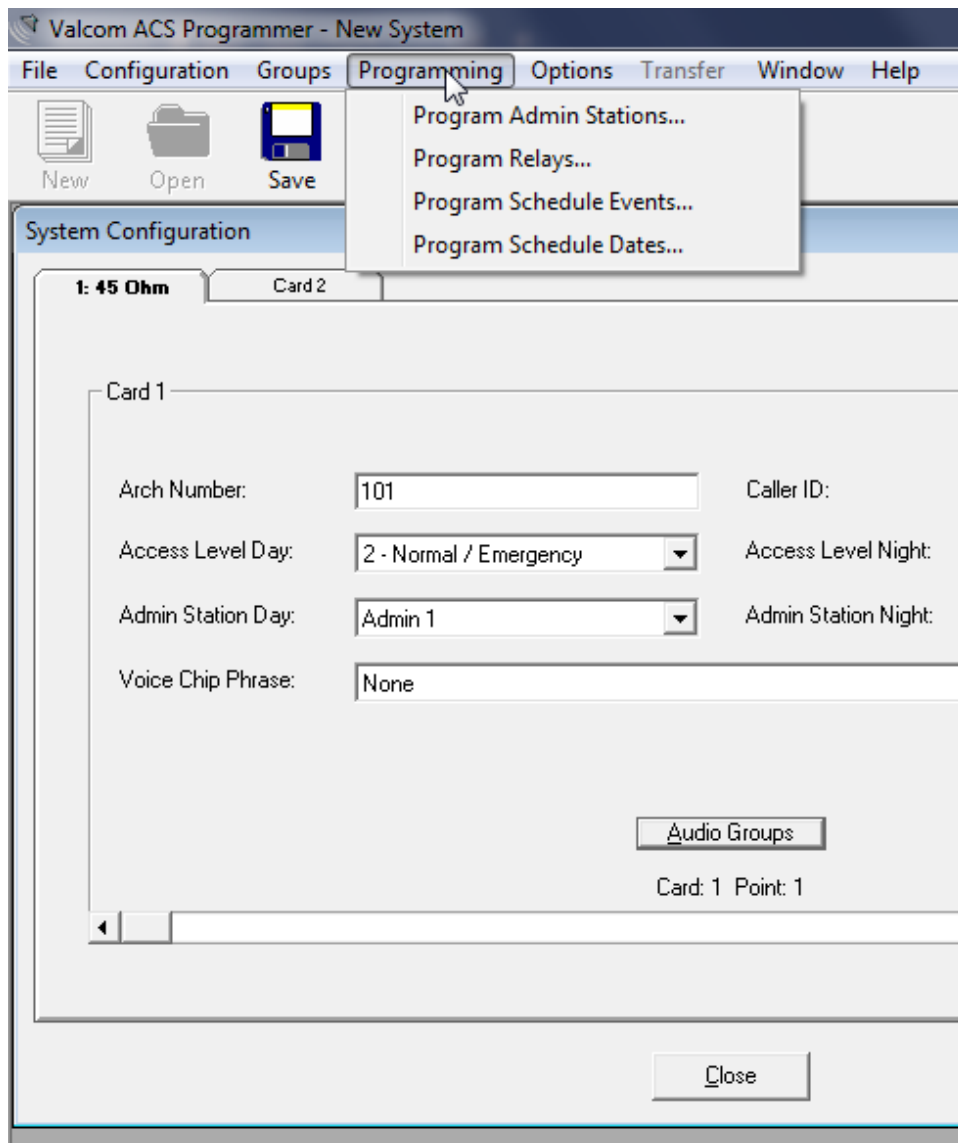 Valcom ACS Programmer - New System
File Configuration Groups Programming Options Transfer Window Help
Program Admin Stations...
Program Relays...
Program Schedule Events...
Program Schedule Dates...
New Open Save
System Configuration
1: 45 Ohm Card 2
Card 1
Arch Number: 101 Caller ID:
Access Level Day: 2 - Normal / Emergency Access Level Night:
Admin Station Day: Admin 1 Admin Station Night:
Voice Chip Phrase: None
Audio Groups
Card: 1 Point: 1
Close